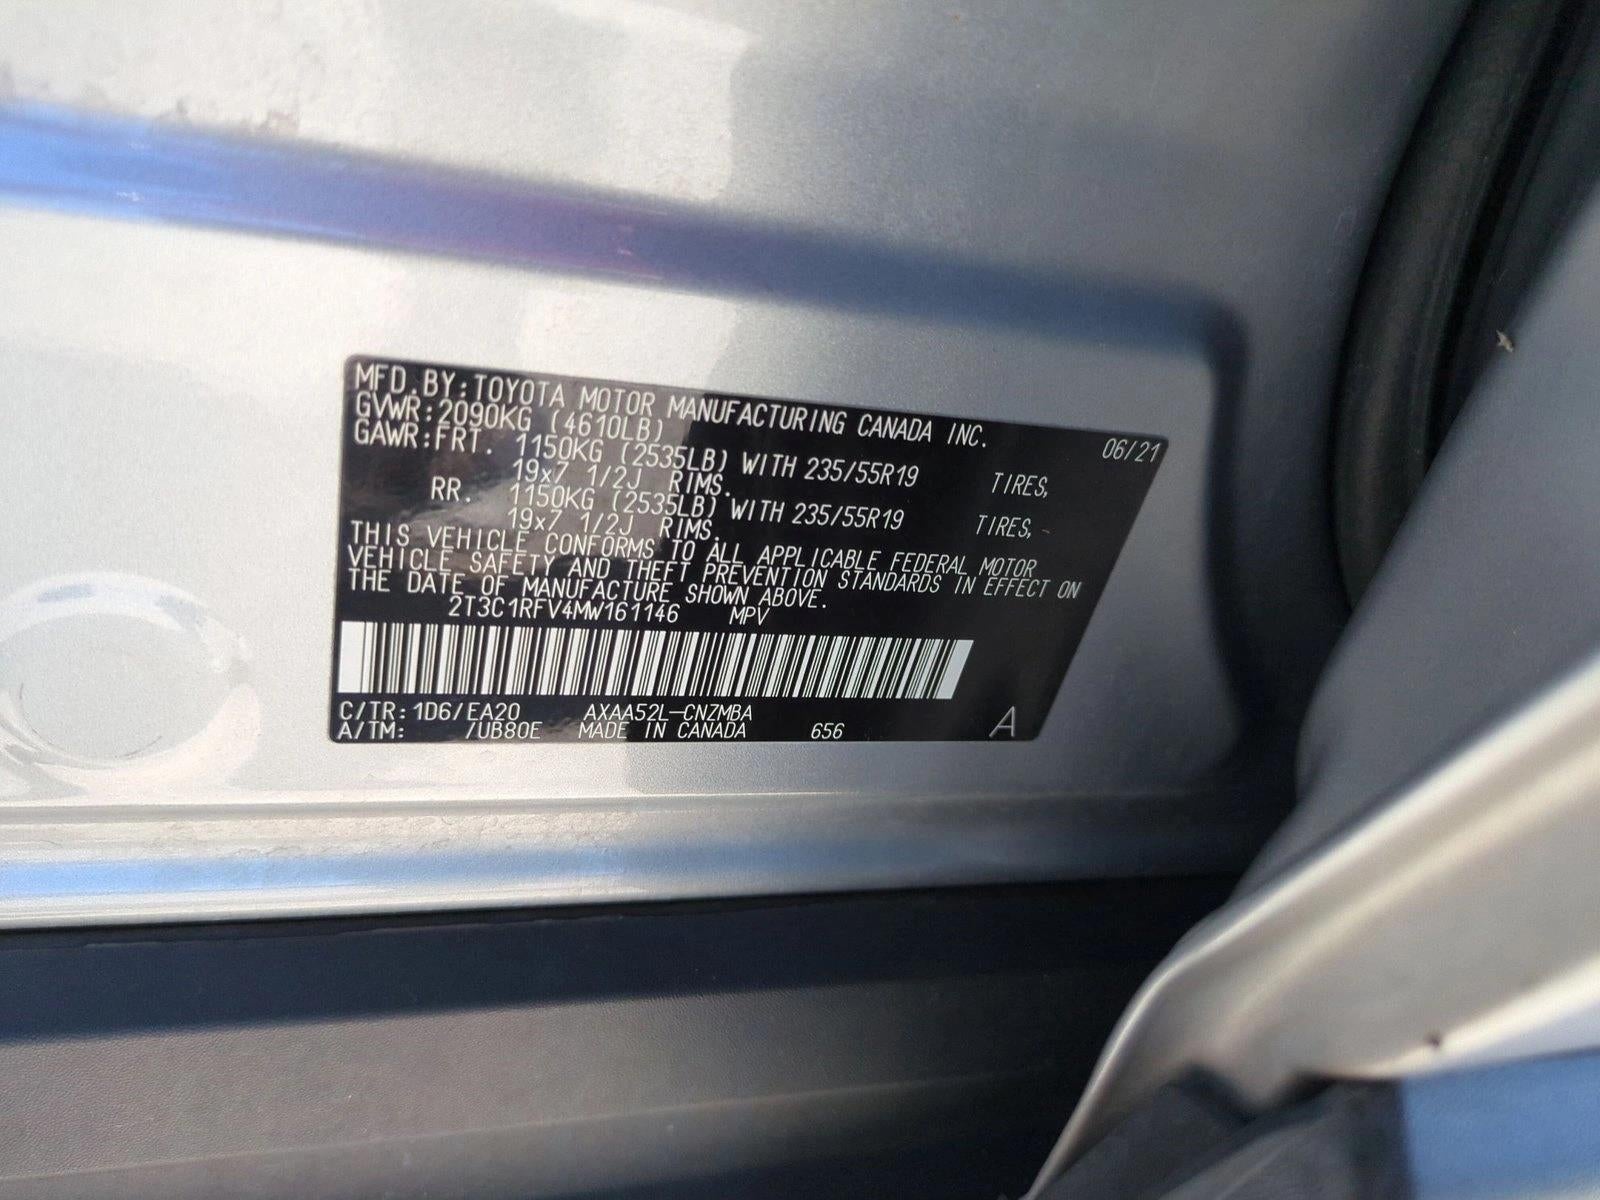 MFD. BY: TOYOTA MOTOR MANUFACTURING CANADA INC. 06/21
GVWR: 2090KG (4610LB)
GAWR: FRT. 1150KG (2535LB) WITH 235/55R19 TIRES,
19x7 1/2J RIMS.
RR. 1150KG (2535LB) WITH 235/55R19 TIRES,
19x7 1/2J RIMS.
THIS VEHICLE CONFORMS TO ALL APPLICABLE FEDERAL MOTOR
VEHICLE SAFETY AND THEFT PREVENTION STANDARDS IN EFFECT ON
THE DATE OF MANUFACTURE SHOWN ABOVE.
2T3C1RFV4MW161146 MPV
C/TR: 1D6/EA20 AXAA52L-CNZMBA
A/TM: /UB80E MADE IN CANADA 656 A